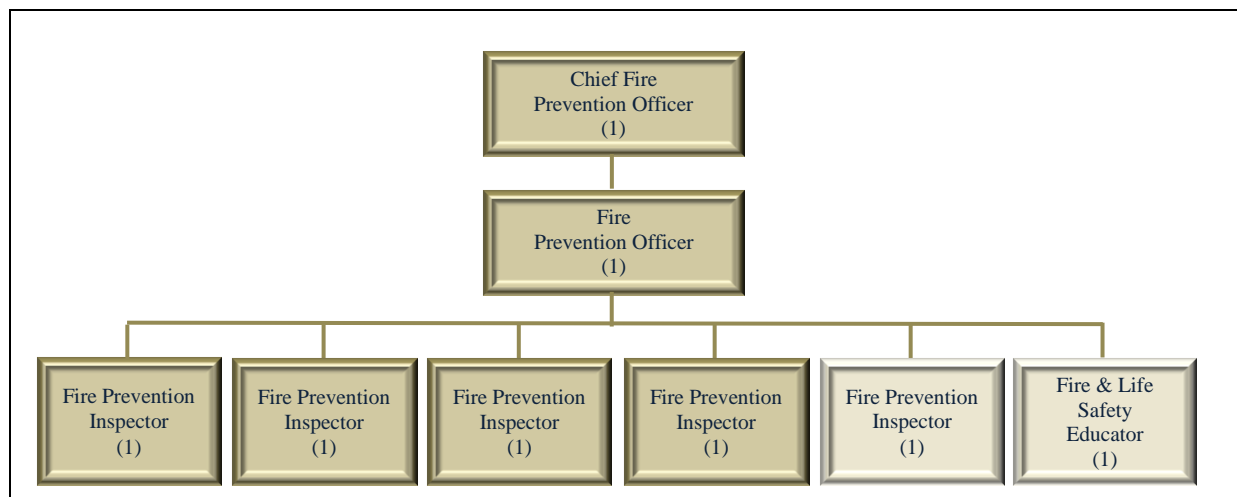 Chief Fire
Prevention Officer
(1)
Fire
Prevention Officer
(1)
Fire Prevention
Inspector
(1)
Fire Prevention
Inspector
(1)
Fire Prevention
Inspector
(1)
Fire Prevention
Inspector
(1)
Fire Prevention
Inspector
(1)
Fire & Life
Safety
Educator
(1)